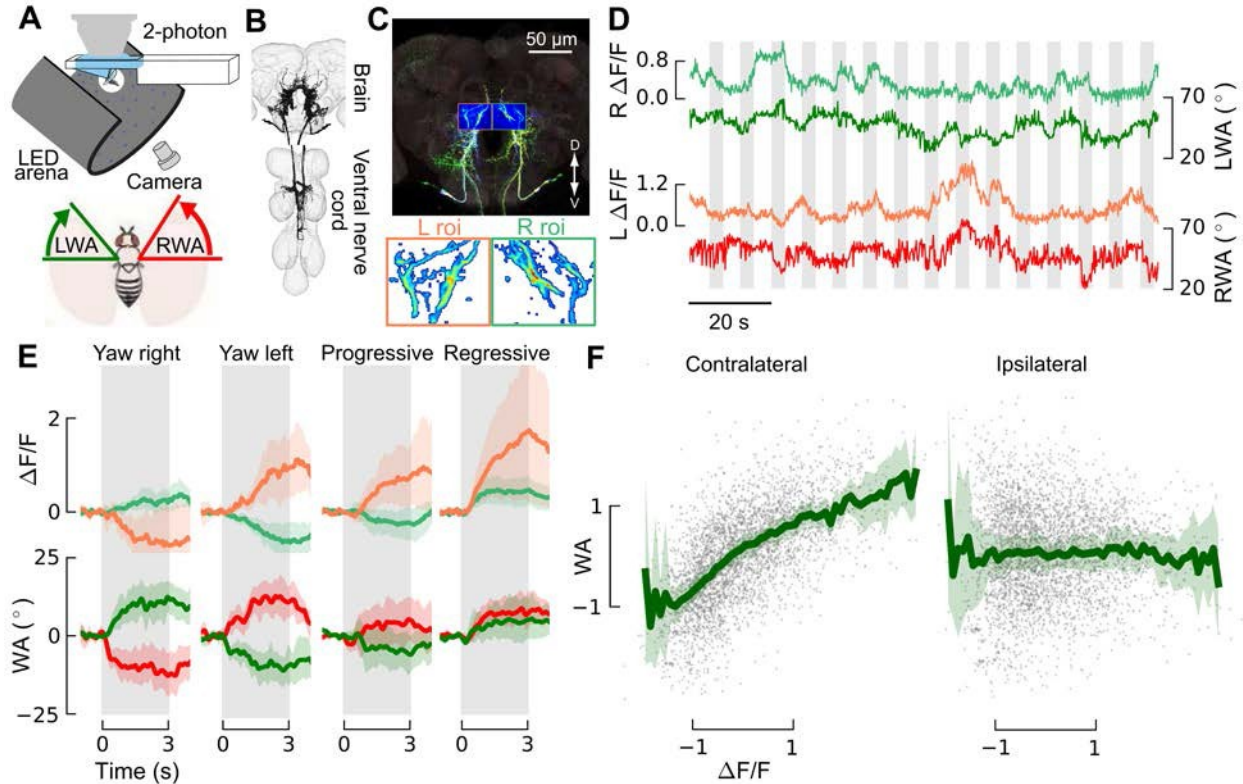 A
2-photon
LED
arena
Camera
LWA
RWA
B
Brain
Ventral nerve
cord
C
50 µm
D
V
L roi
R roi
D
R ΔF/F
0.8
0.0
70
20
LWA (°)
L ΔF/F
1.2
0.0
70
20
RWA (°)
20 s
E
Yaw right
Yaw left
Progressive
Regressive
ΔF/F
2
0
WA (°)
25
0
−25
0 3
0 3
0 3
0 3
Time (s)
F
Contralateral
Ipsilateral
WA
1
−1
−1 1
−1 1
ΔF/F